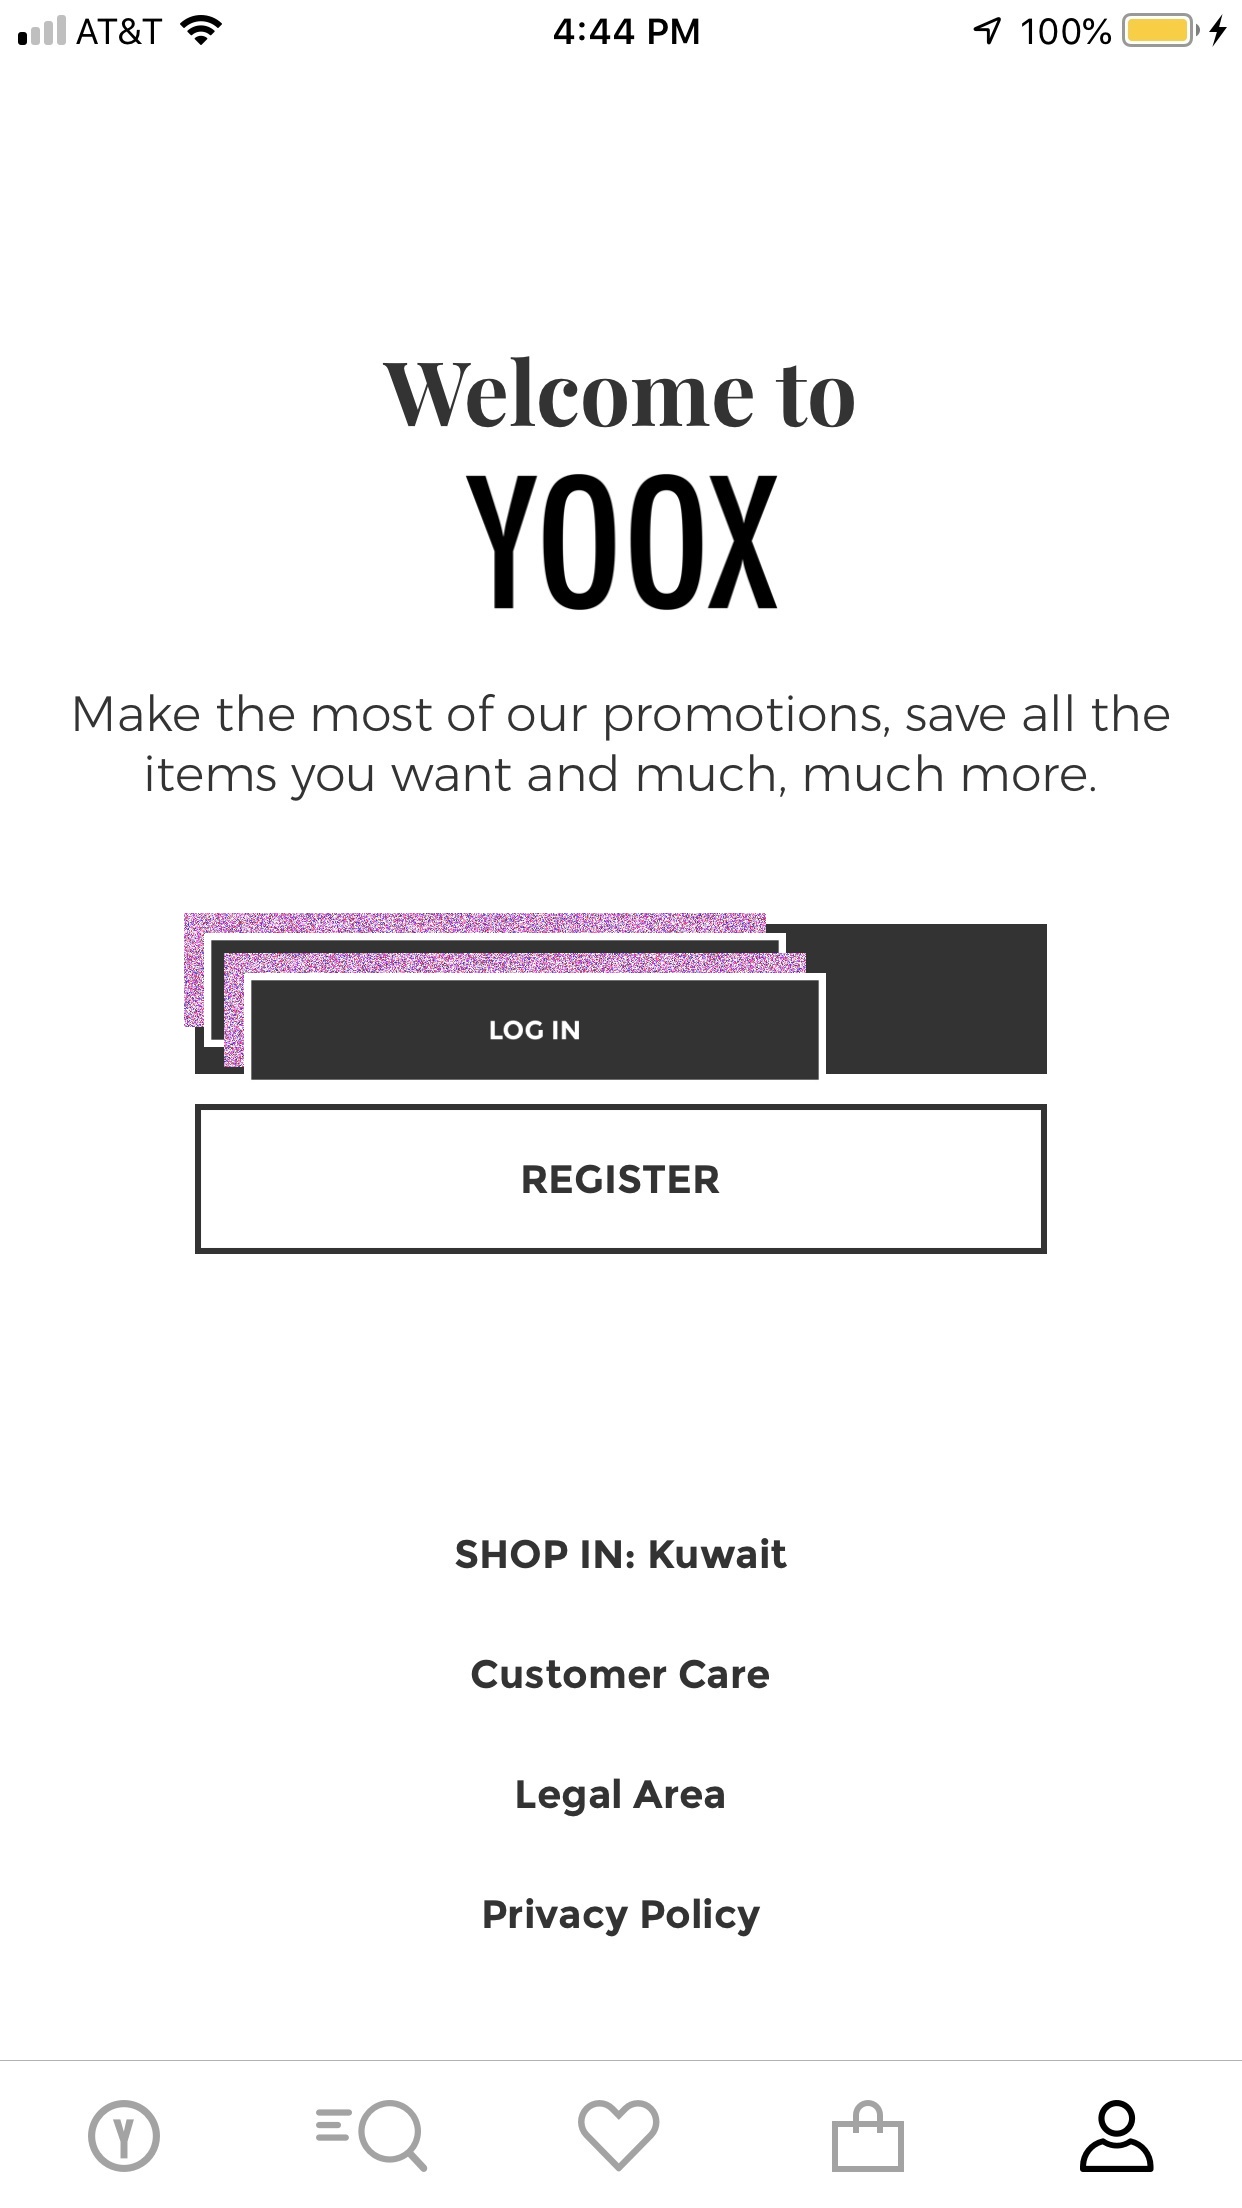 AT&T 4:44 PM 100%
Welcome to
YOOX
Make the most of our promotions, save all the
items you want and much, much more.
LOG IN
REGISTER
SHOP IN: Kuwait
Customer Care
Legal Area
Privacy Policy
Y